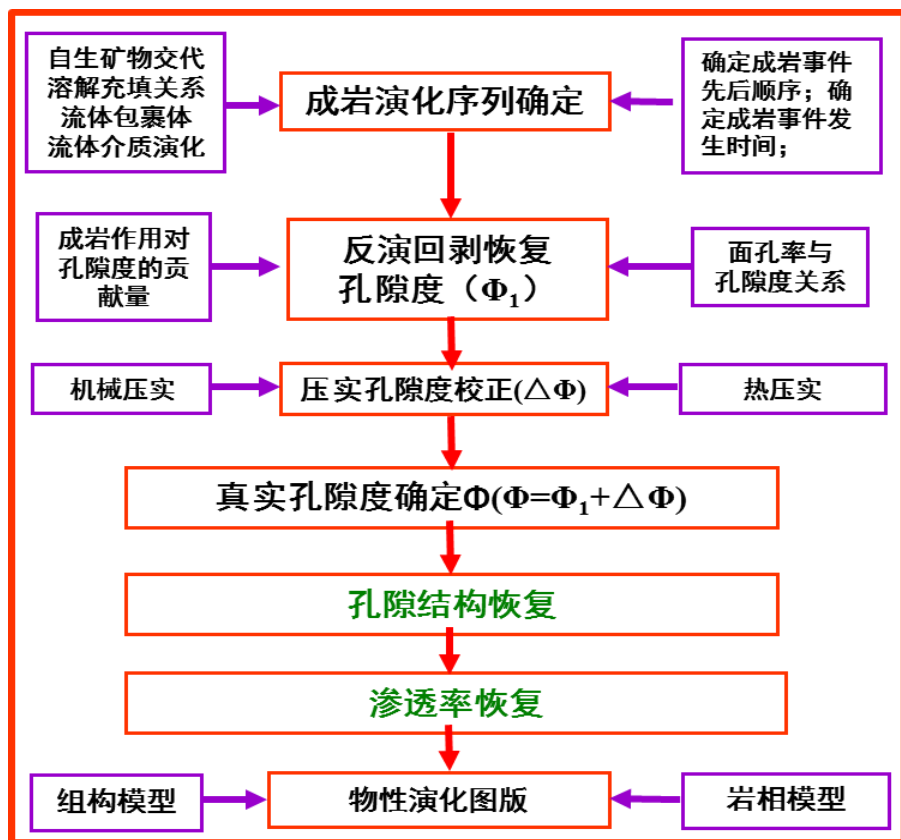 自生矿物交代
溶解充填关系
流体包裹体
流体介质演化
成岩演化序列确定
确定成岩事件
先后顺序；确
定成岩事件发
生时间；
成岩作用对
孔隙度的贡
献量
反演回剥恢复
孔隙度（Φ₁）
面孔率与
孔隙度关系
机械压实
压实孔隙度校正(△Φ)
热压实
真实孔隙度确定Φ(Φ=Φ₁+△Φ)
孔隙结构恢复
渗透率恢复
组构模型
物性演化图版
岩相模型